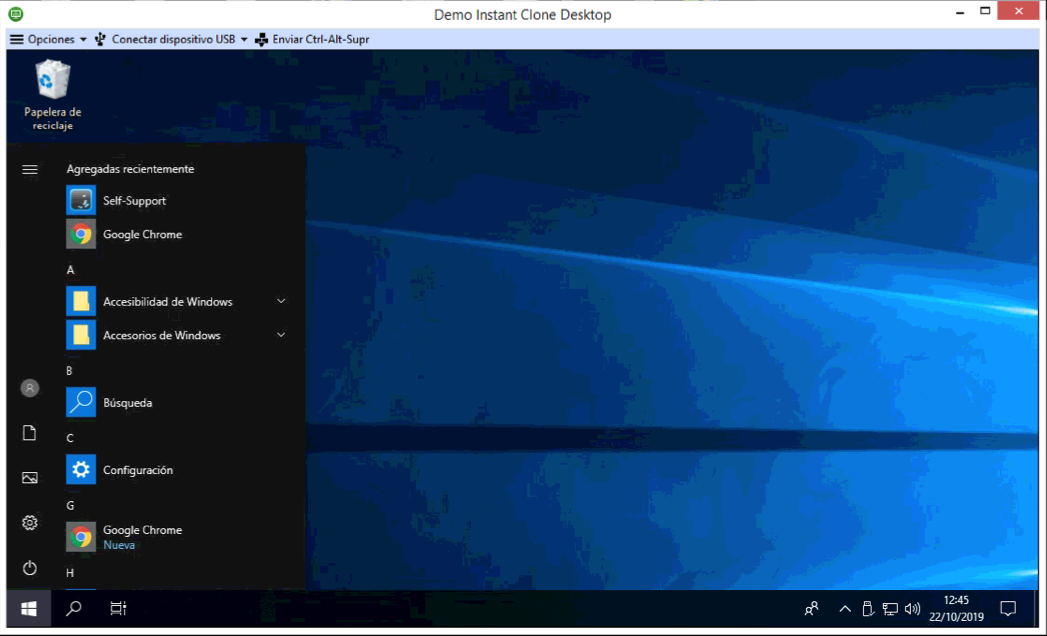 Demo Instant Clone Desktop
Opciones Conectar dispositivo USB Enviar Ctrl-Alt-Supr
Papelera de
reciclaje
Agregadas recientemente
Self-Support
Google Chrome
A
Accesibilidad de Windows
Accesorios de Windows
B
Búsqueda
C
Configuración
G
Google Chrome
Nueva
H
12:45
22/10/2019